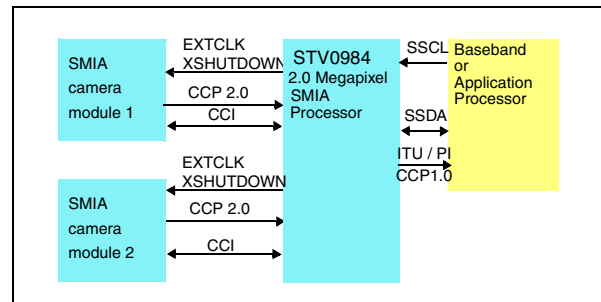 SMIA
camera
module 1
EXTCLK
XSHUTDOWN
CCP 2.0
CCI
STV0984
2.0 Megapixel
SMIA
Processor
SSCL
Baseband
or
Application
Processor
SSDA
ITU / PI
CCP1.0
SMIA
camera
module 2
EXTCLK
XSHUTDOWN
CCP 2.0
CCI